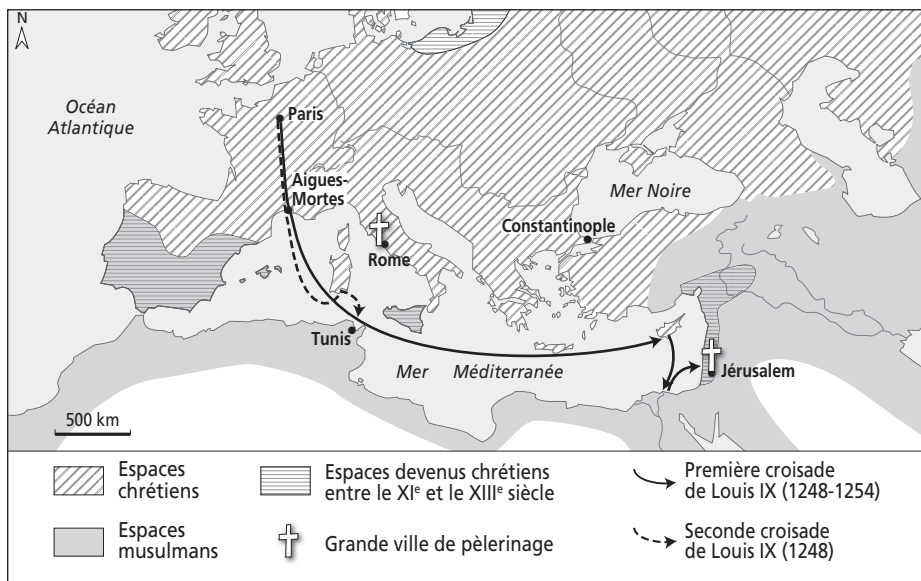 N
Océan
Atlantique
Paris
Aigues-
Mortes
Mer Noire
Constantinople
Rome
Tunis
Mer Méditerranée
Jérusalem
500 km
Espaces
chrétiens
Espaces devenus chrétiens
entre le XIe et le XIIIe siècle
Première croisade
de Louis IX (1248-1254)
Espaces
musulmans
Grande ville de pèlerinage
Seconde croisade
de Louis IX (1248)